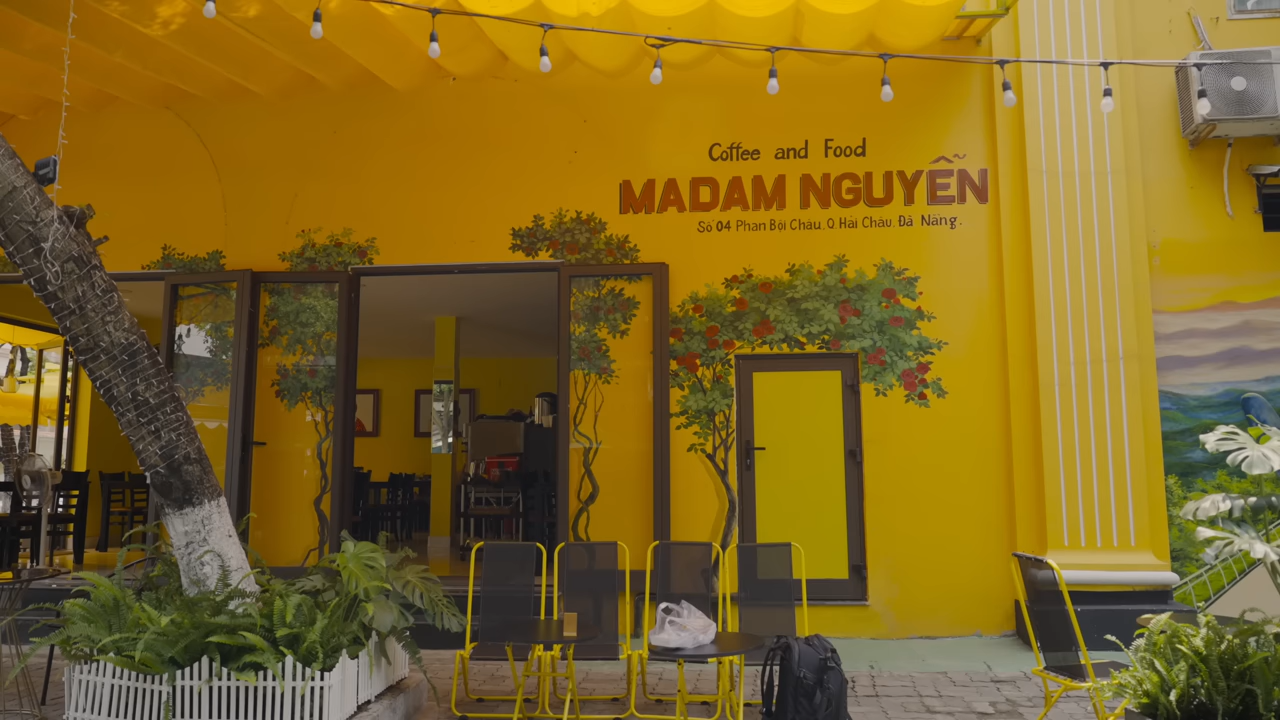 Coffee and Food
MADAM NGUYỄN
Số 04 Phan Bội Châu. Q. Hải Châu. Đà Nẵng.